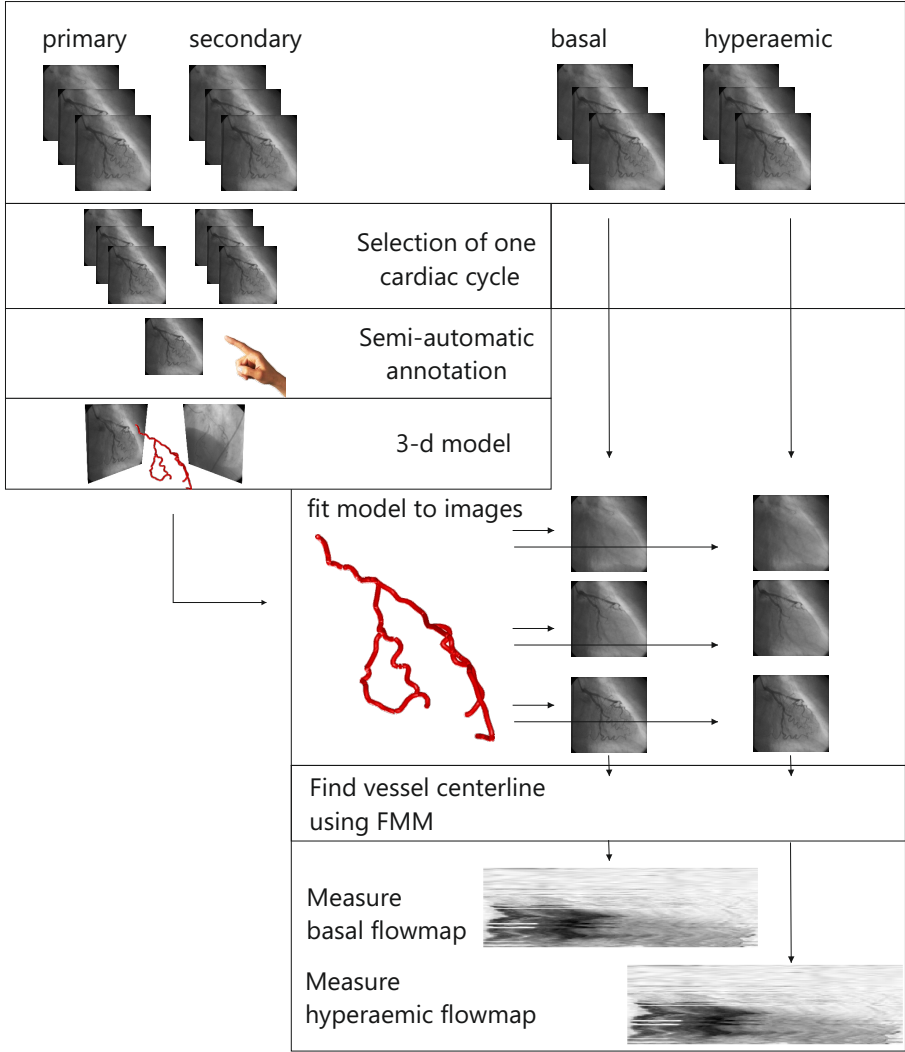 primary
secondary
basal
hyperaemic
Selection of one
cardiac cycle
Semi-automatic
annotation
3-d model
fit model to images
Find vessel centerline
using FMM
Measure
basal flowmap
Measure
hyperaemic flowmap